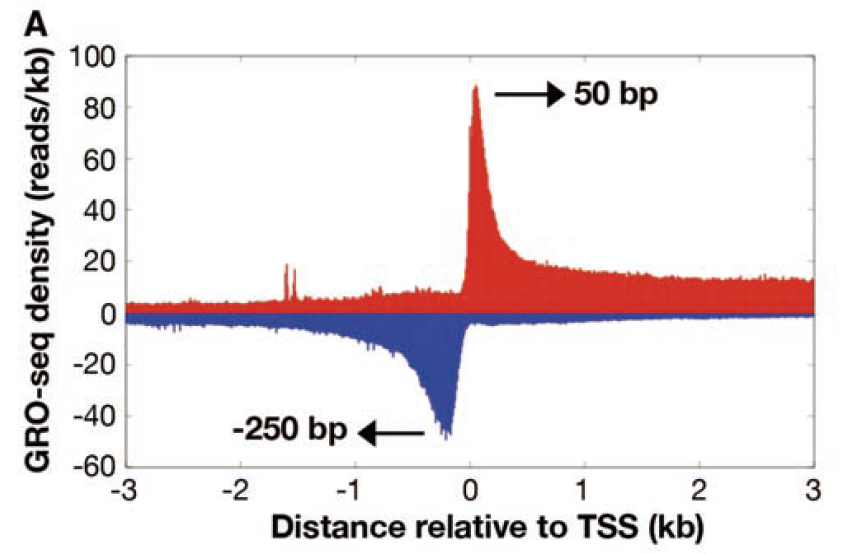 A
GRO-seq density (reads/kb)
100
80
60
40
20
0
0
-20
-40
-60
50 bp
-250 bp
-3 -2 -1 0 1 2 3
Distance relative to TSS (kb)